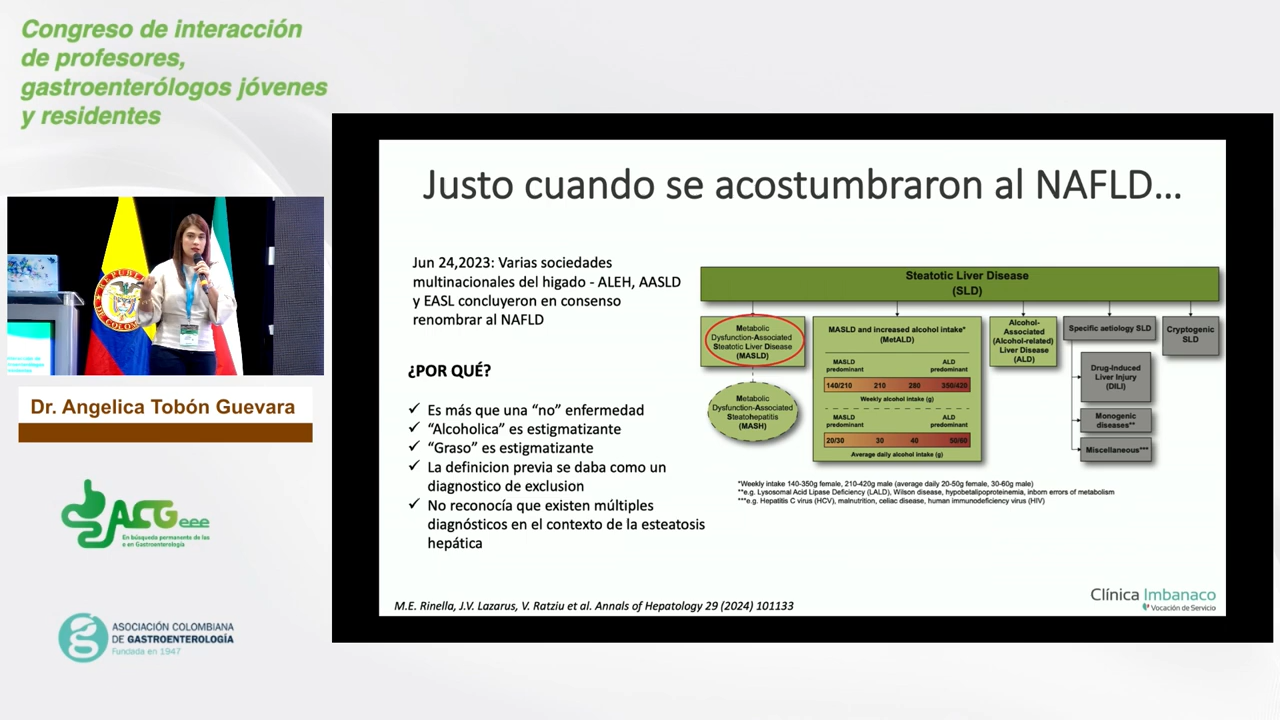 Congreso de interacción
de profesores,
gastroenterólogos jóvenes
y residentes
Dr. Angelica Tobón Guevara
ACGeee
En búsqueda permanente de las
e en Gastroenterología
ASOCIACIÓN COLOMBIANA
DE GASTROENTEROLOGÍA
Fundada en 1947
Justo cuando se acostumbraron al NAFLD...
Jun 24,2023: Varias sociedades
multinacionales del higado - ALEH, AASLD
y EASL concluyeron en consenso
renombrar al NAFLD
¿POR QUÉ?
✓ Es más que una “no” enfermedad
✓ “Alcoholica” es estigmatizante
✓ “Graso” es estigmatizante
✓ La definicion previa se daba como un
diagnostico de exclusion
✓ No reconocía que existen múltiples
diagnósticos en el contexto de la esteatosis
hepática
Steatotic Liver Disease
(SLD)
Metabolic
Dysfunction-Associated
Steatotic Liver Disease
(MASLD)
Metabolic
Dysfunction-Associated
Steatohepatitis
(MASH)
MASLD and increased alcohol intake*
(MetALD)
MASLD predominant
ALD predominant
140/210 210 280 350/420
Weekly alcohol intake (g)
MASLD predominant
ALD predominant
20/30 30 40 50/60
Average daily alcohol intake (g)
Alcohol-
Associated
(Alcohol-related)
Liver Disease
(ALD)
Specific aetiology SLD
Drug-Induced
Liver Injury
(DILI)
Monogenic
diseases**
Miscellaneous***
Cryptogenic
SLD
*Weekly intake 140-350g female, 210-420g male (average daily 20-50g female, 30-60g male)
**e.g. Lysosomal Acid Lipase Deficiency (LALD), Wilson disease, hypobetalipoproteinemia, inborn errors of metabolism
***e.g. Hepatitis C virus (HCV), malnutrition, celiac disease, human immunodeficiency virus (HIV)
M.E. Rinella, J.V. Lazarus, V. Ratziu et al. Annals of Hepatology 29 (2024) 101133
Clínica Imbanaco
Vocación de Servicio